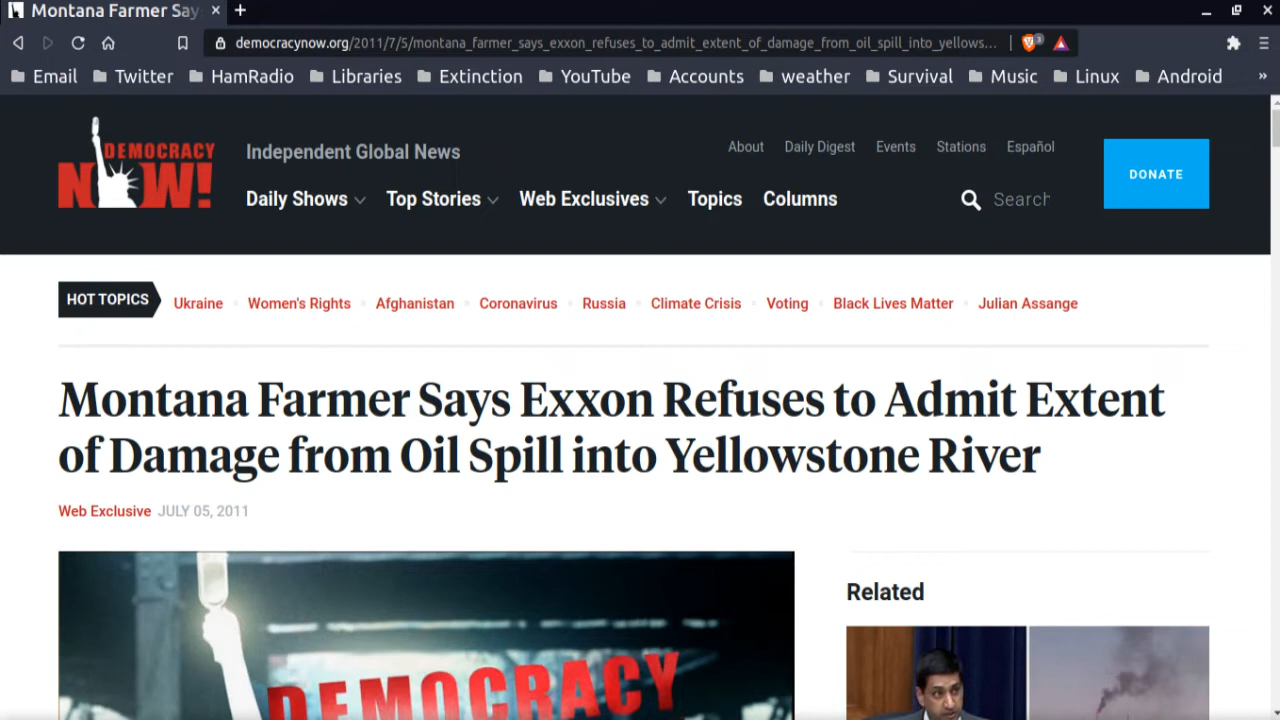 Montana Farmer Say
democracynow.org/2011/7/5/montana_farmer_says_exxon_refuses_to_admit_extent_of_damage_from_oil_spill_into_yellows...
3
Email Twitter HamRadio Libraries Extinction YouTube Accounts weather Survival Music Linux Android »
DEMOCRACY
NOW!
Independent Global News
About Daily Digest Events Stations Español
DONATE
Daily Shows Top Stories Web Exclusives Topics Columns
Search
HOT TOPICS Ukraine Women's Rights Afghanistan Coronavirus Russia Climate Crisis Voting Black Lives Matter Julian Assange
Montana Farmer Says Exxon Refuses to Admit Extent
of Damage from Oil Spill into Yellowstone River
Web Exclusive JULY 05, 2011
Related
DEMOCRACY